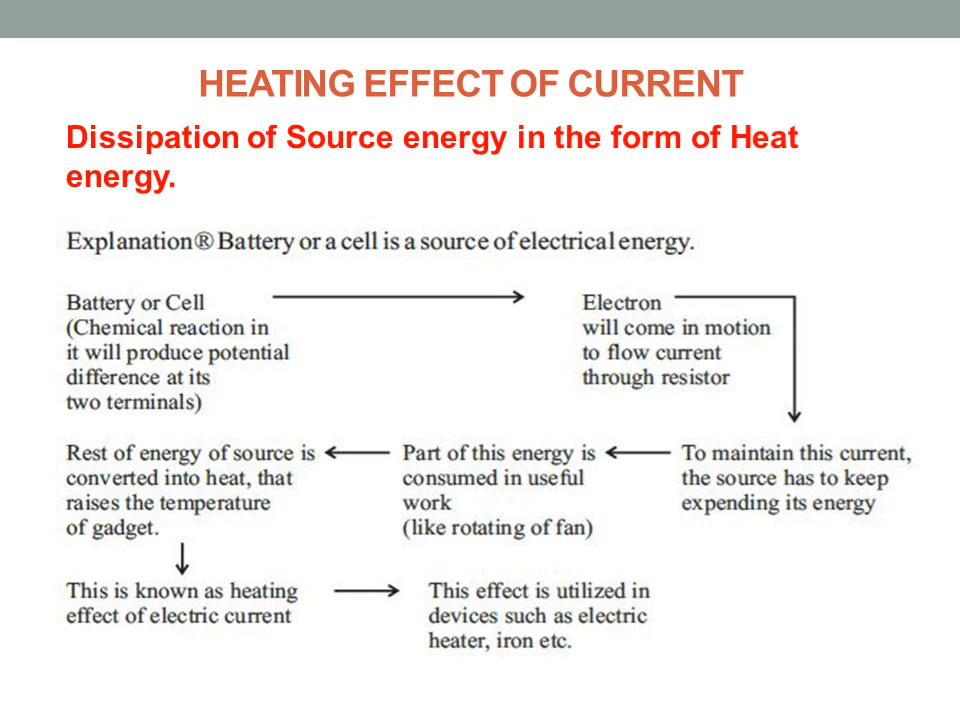 HEATING EFFECT OF CURRENT
Dissipation of Source energy in the form of Heat
energy.
Explanation® Battery or a cell is a source of electrical energy.
Battery or Cell
(Chemical reaction in
it will produce potential
difference at its
two terminals)
Electron
will come in motion
to flow current
through resistor
To maintain this current,
the source has to keep
expending its energy
Part of this energy is
consumed in useful
work
(like rotating of fan)
Rest of energy of source is
converted into heat, that
raises the temperature
of gadget.
This is known as heating
effect of electric current
This effect is utilized in
devices such as electric
heater, iron etc.